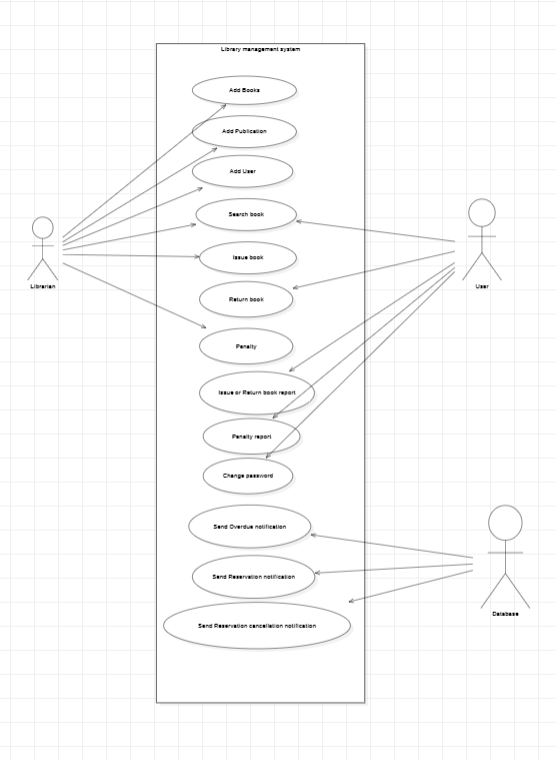 Library management system
Add Books
Add Publication
Add User
Search book
Issue book
Return book
Penalty
Issue or Return book report
Penalty report
Change password
Send Overdue notification
Send Reservation notification
Send Reservation cancellation notification
Librarian
User
Database